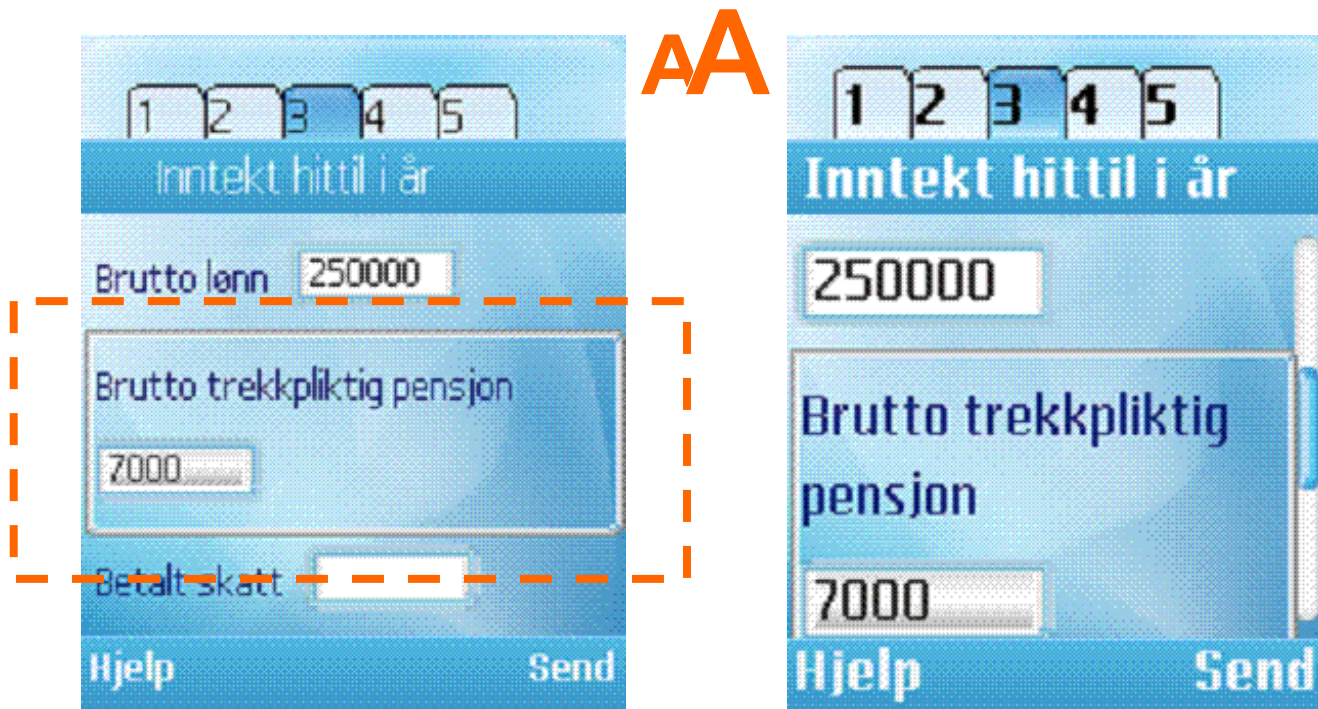 AA
1 2 3 4 5
Inntekt hittil i år
Brutto lønn 250000
Brutto trekkpliktig pensjon
7000
Betalt skatt
Hjelp Send
1 2 3 4 5
Inntekt hittil i år
250000
Brutto trekkpliktig
pensjon
7000
Hjelp Send